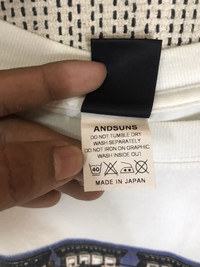 ANDSUNS
DO NOT TUMBLE DRY
WASH SEPARATELY
DO NOT IRON ON GRAPHIC
WASH INSIDE OUT
40
MADE IN JAPAN